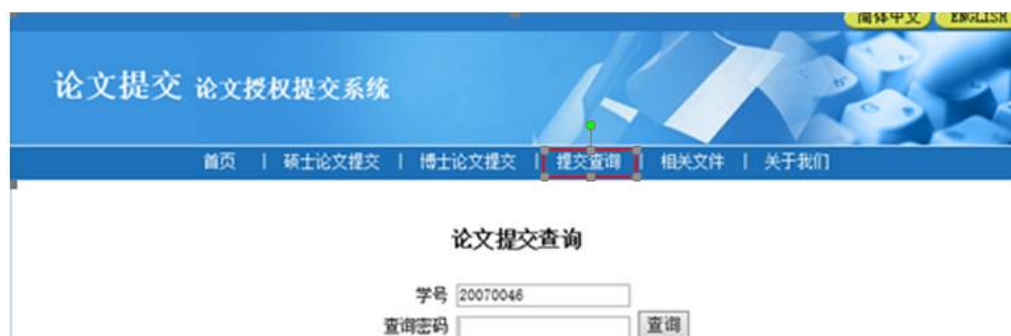 简体中文 ENGLISH
论文提交 论文授权提交系统
首页 | 硕士论文提交 | 博士论文提交 | 提交查询 | 相关文件 | 关于我们
论文提交查询
学号 20070046
查询密码 查询